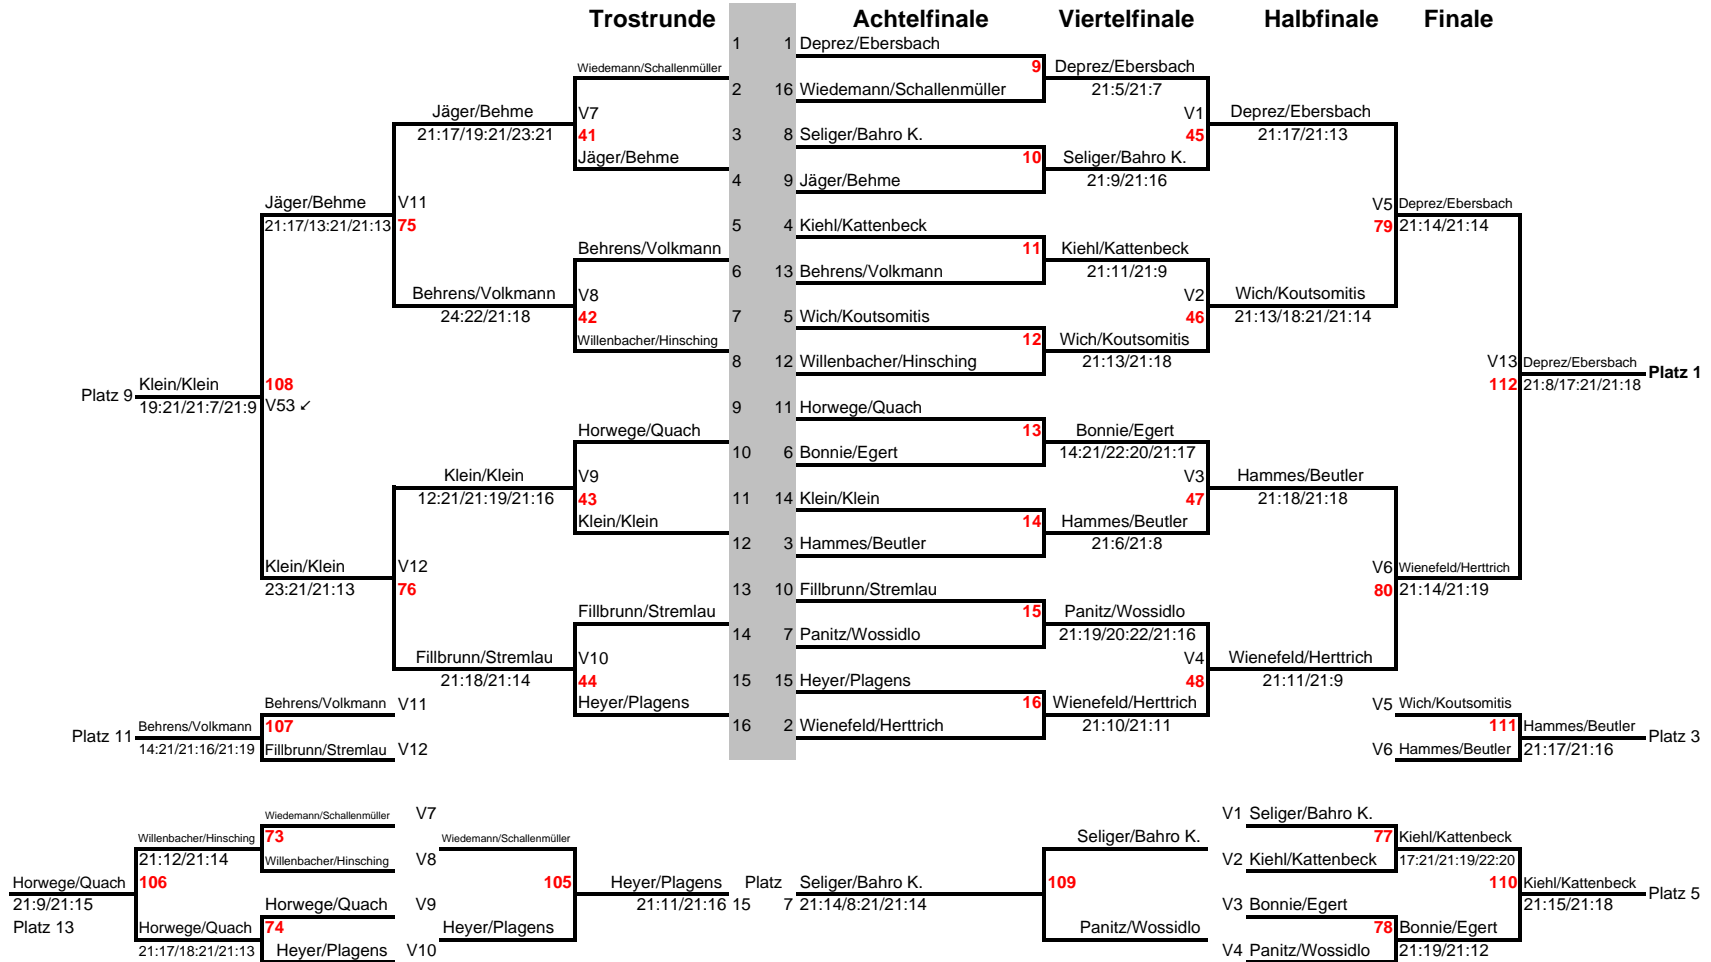 Trostrunde Achtelfinale Viertelfinale Halbfinale Finale
1 1 Deprez/Ebersbach
Wiedemann/Schallenmüller 9 Deprez/Ebersbach
2 16 Wiedemann/Schallenmüller 21:5/21:7
Jäger/Behme V7 V1 Deprez/Ebersbach
21:17/19:21/23:21 41 3 8 Seliger/Bahro K. 45 21:17/21:13
Jäger/Behme 10 Seliger/Bahro K.
4 9 Jäger/Behme 21:9/21:16
Jäger/Behme V11 V5 Deprez/Ebersbach
21:17/13:21/21:13 75 5 4 Kiehl/Kattenbeck 79 21:14/21:14
Behrens/Volkmann 11 Kiehl/Kattenbeck
6 13 Behrens/Volkmann 21:11/21:9
Behrens/Volkmann V8 V2 Wich/Koutsomitis
24:22/21:18 42 7 5 Wich/Koutsomitis 46 21:13/18:21/21:14
Willenbacher/Hinsching 12 Wich/Koutsomitis
8 12 Willenbacher/Hinsching 21:13/21:18 V13 Deprez/Ebersbach Platz 1
Platz 9 Klein/Klein 108 112 21:8/17:21/21:18
19:21/21:7/21:9 V53 ↙ 9 11 Horwege/Quach
Horwege/Quach 13 Bonnie/Egert
10 6 Bonnie/Egert 14:21/22:20/21:17
Klein/Klein V9 V3 Hammes/Beutler
12:21/21:19/21:16 43 11 14 Klein/Klein 47 21:18/21:18
Klein/Klein 14 Hammes/Beutler
12 3 Hammes/Beutler 21:6/21:8
Klein/Klein V12 V6 Wienefeld/Herttrich
23:21/21:13 76 13 10 Fillbrunn/Stremlau 80 21:14/21:19
Fillbrunn/Stremlau 15 Panitz/Wossidlo
14 7 Panitz/Wossidlo 21:19/20:22/21:16
Fillbrunn/Stremlau V10 V4 Wienefeld/Herttrich
21:18/21:14 44 15 15 Heyer/Plagens 48 21:11/21:9
Behrens/Volkmann V11 Heyer/Plagens 16 Wienefeld/Herttrich V5 Wich/Koutsomitis
Platz 11 Behrens/Volkmann 107 16 2 Wienefeld/Herttrich 21:10/21:11 111 Hammes/Beutler Platz 3
14:21/21:16/21:19 Fillbrunn/Stremlau V12 V6 Hammes/Beutler 21:17/21:16
Wiedemann/Schallenmüller V7 V1 Seliger/Bahro K.
Willenbacher/Hinsching 73 Wiedemann/Schallenmüller Seliger/Bahro K. 77 Kiehl/Kattenbeck
21:12/21:14 Willenbacher/Hinsching V8 V2 Kiehl/Kattenbeck 17:21/21:19/22:20
Horwege/Quach 106 105 Heyer/Plagens Platz Seliger/Bahro K. 109 110 Kiehl/Kattenbeck Platz 5
21:9/21:15 Horwege/Quach V9 21:11/21:16 15 7 21:14/8:21/21:14 V3 Bonnie/Egert 21:15/21:18
Platz 13 Horwege/Quach 74 Heyer/Plagens Panitz/Wossidlo 78 Bonnie/Egert
21:17/18:21/21:13 Heyer/Plagens V10 V4 Panitz/Wossidlo 21:19/21:12